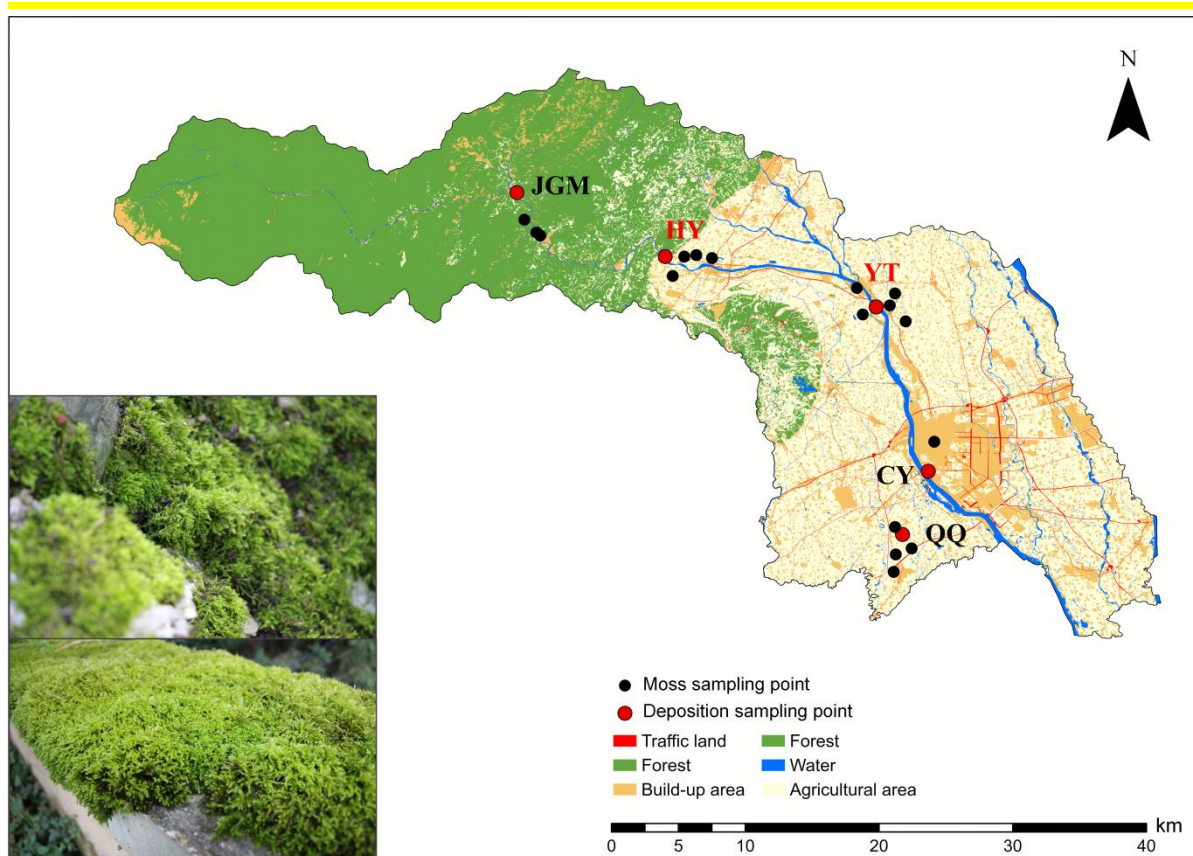 N
JGM
HY
YT
CY
QQ
Moss sampling point
Deposition sampling point
Traffic land Forest
Forest Water
Build-up area Agricultural area
km
0 5 10 20 30 40